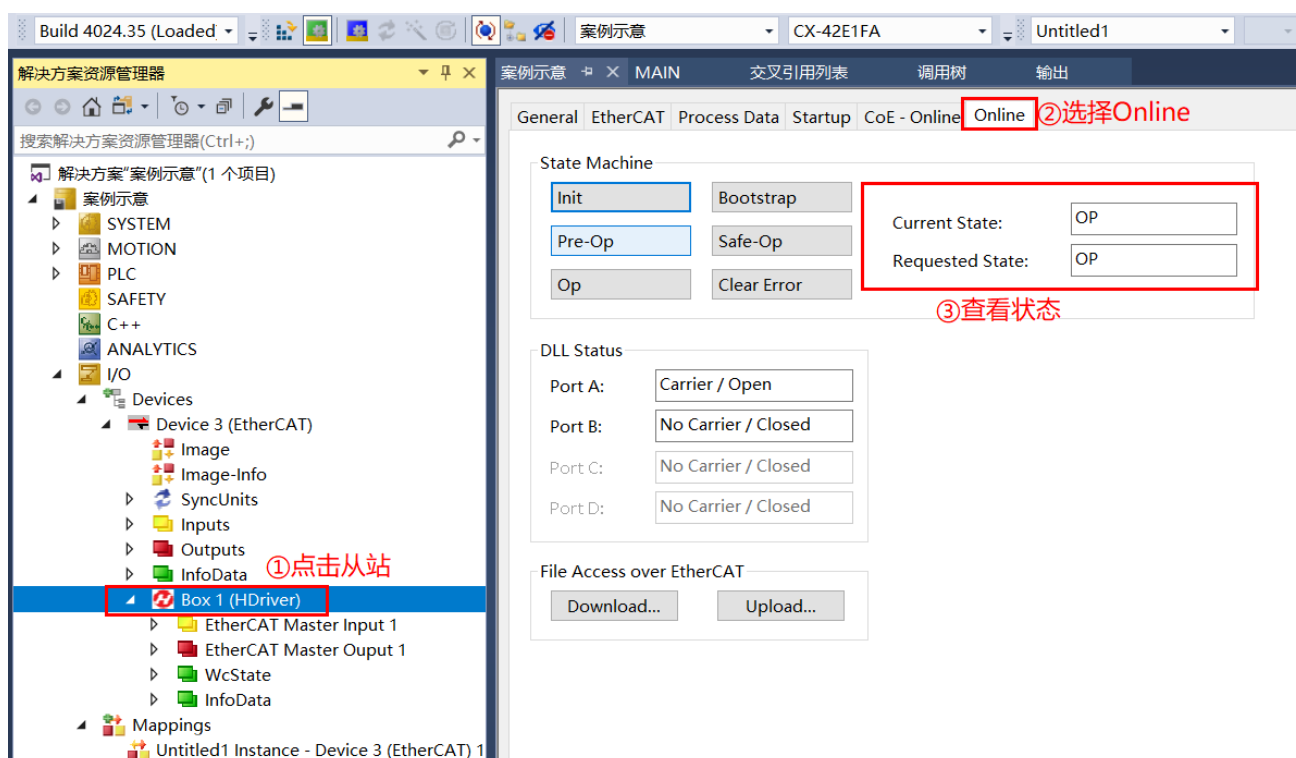 Build 4024.35 (Loaded 案例示意 CX-42E1FA Untitled1
解决方案资源管理器
案例示意 MAIN 交叉引用列表 调用树 输出
搜索解决方案资源管理器(Ctrl+;)
General EtherCAT Process Data Startup CoE - Online Online ②选择Online
解决方案"案例示意"(1 个项目)
案例示意
SYSTEM
MOTION
PLC
SAFETY
C++
ANALYTICS
I/O
Devices
Device 3 (EtherCAT)
Image
Image-Info
SyncUnits
Inputs
Outputs
InfoData
①点击从站
Box 1 (HDriver)
EtherCAT Master Input 1
EtherCAT Master Ouput 1
WcState
InfoData
Mappings
Untitled1 Instance - Device 3 (EtherCAT) 1
State Machine
Init Bootstrap
Pre-Op Safe-Op
Op Clear Error
Current State: OP
Requested State: OP
③查看状态
DLL Status
Port A: Carrier / Open
Port B: No Carrier / Closed
Port C: No Carrier / Closed
Port D: No Carrier / Closed
File Access over EtherCAT
Download... Upload...